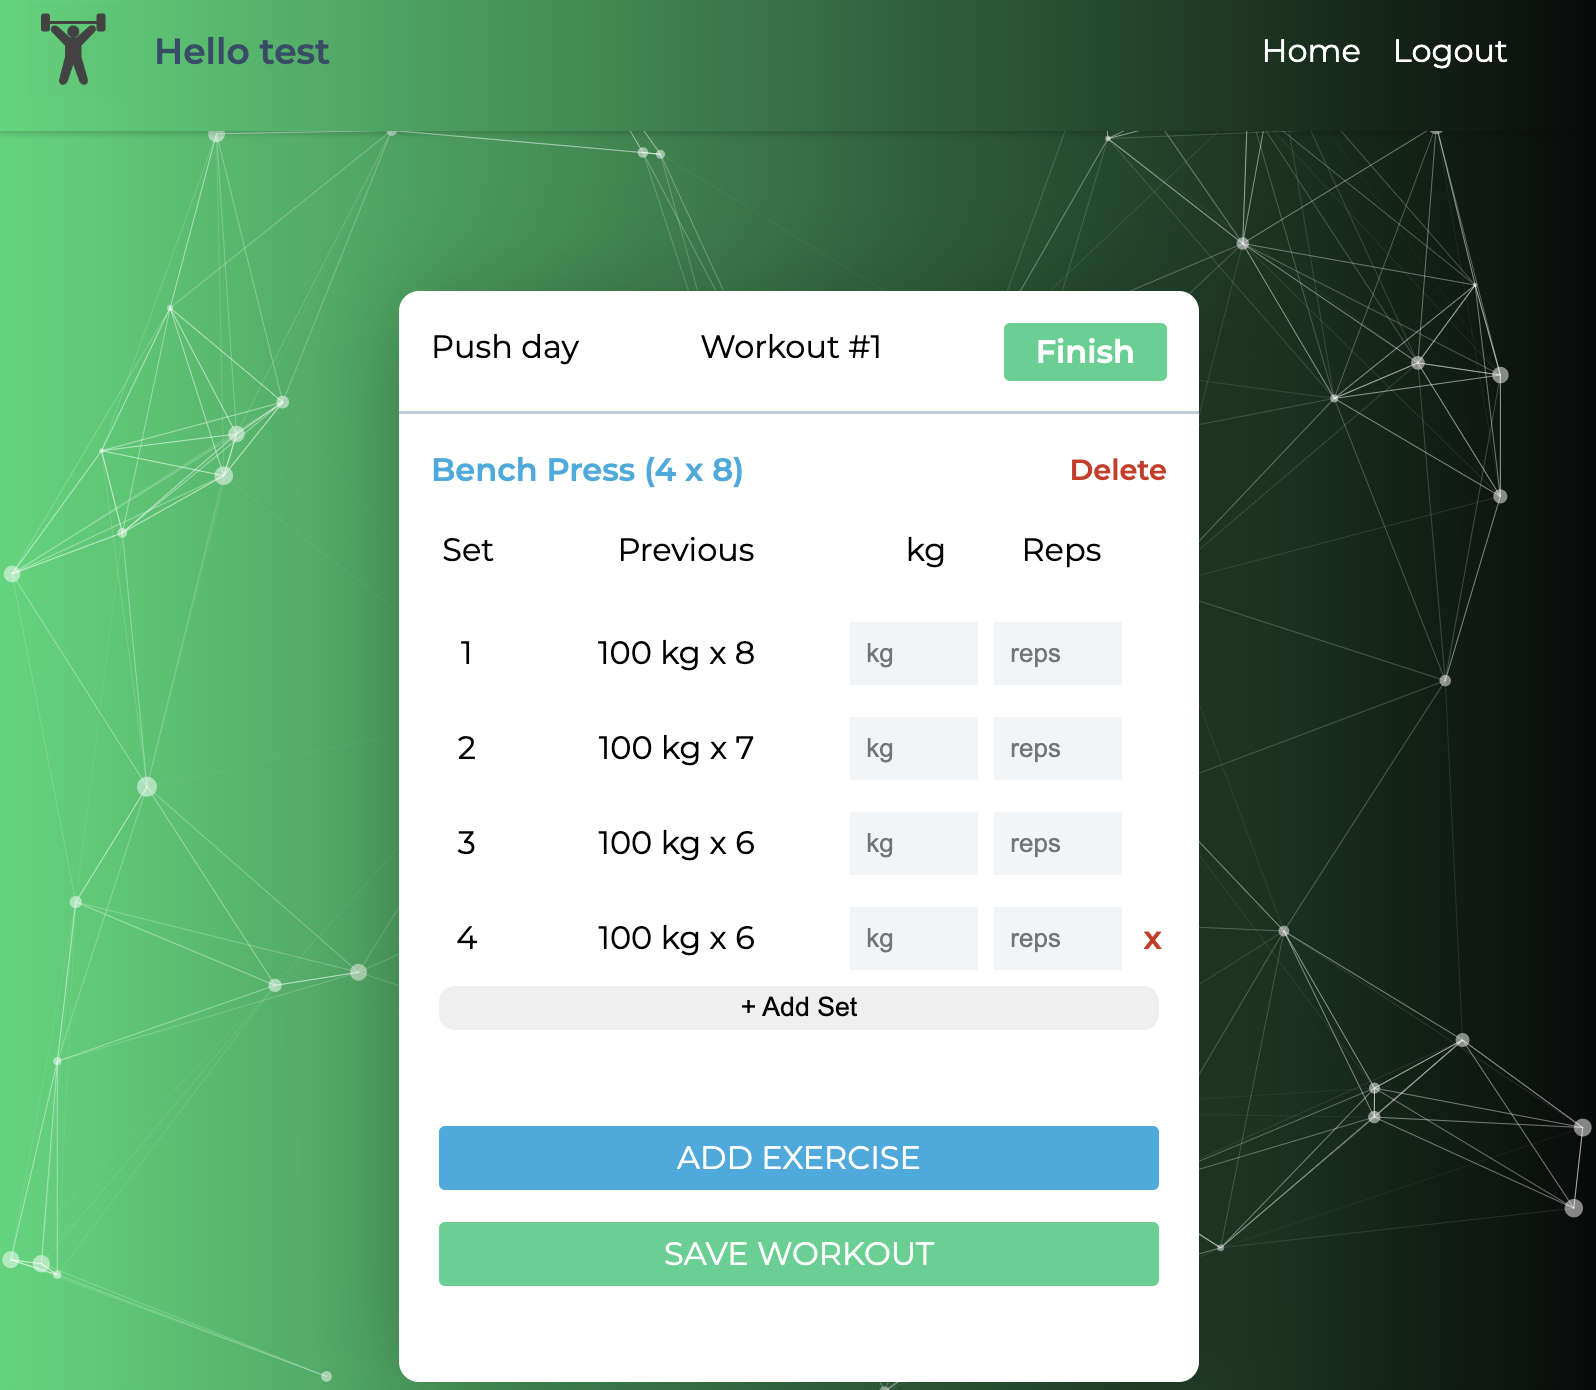 Hello test
Home Logout
Push day Workout #1 Finish
Bench Press (4 x 8) Delete
Set Previous kg Reps
1 100 kg x 8 kg reps
2 100 kg x 7 kg reps
3 100 kg x 6 kg reps
4 100 kg x 6 kg reps x
+ Add Set
ADD EXERCISE
SAVE WORKOUT